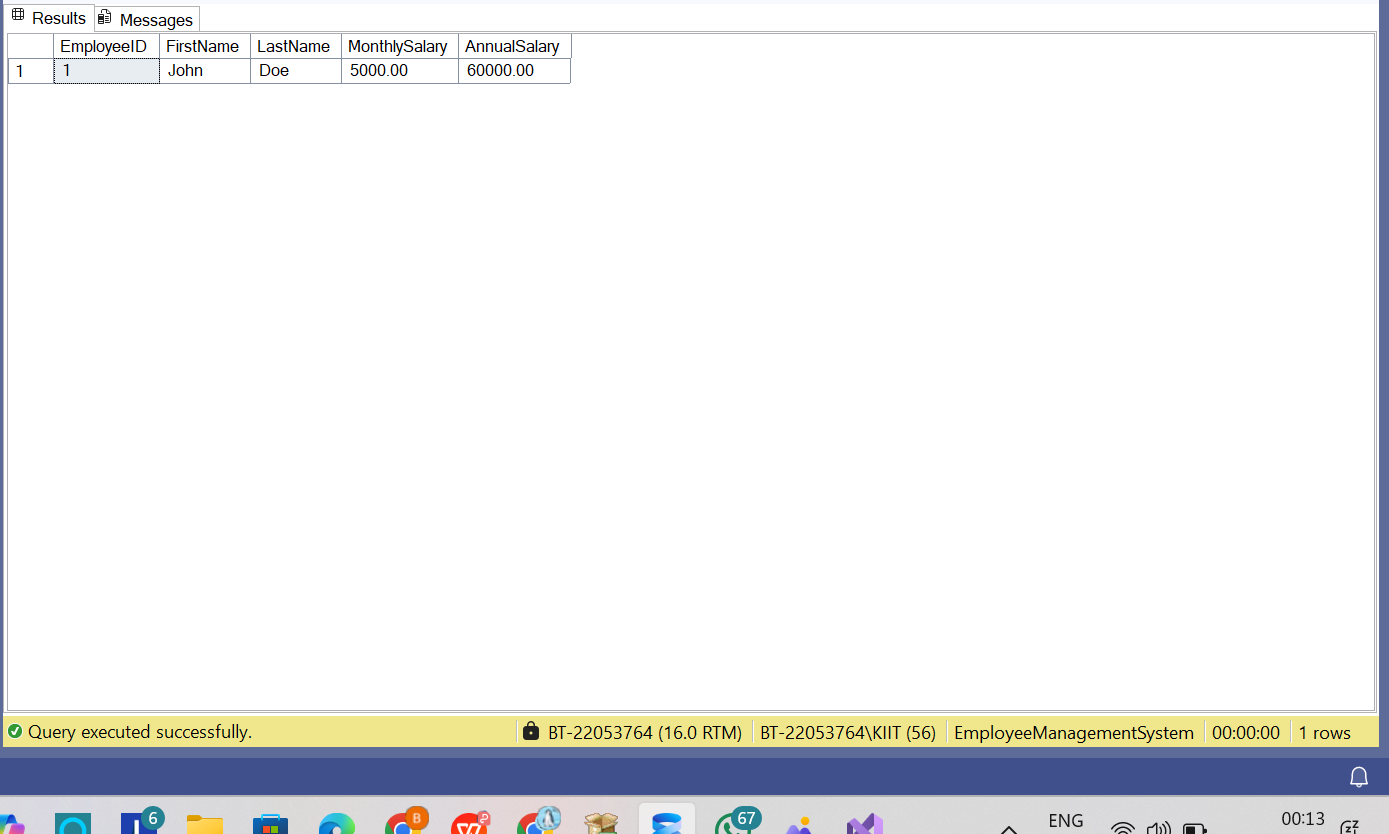 Results Messages
EmployeeID FirstName LastName MonthlySalary AnnualSalary
1 1 John Doe 5000.00 60000.00
Query executed successfully. BT-22053764 (16.0 RTM) BT-22053764\KIIT (56) EmployeeManagementSystem 00:00:00 1 rows
6 B 67 ENG 00:13